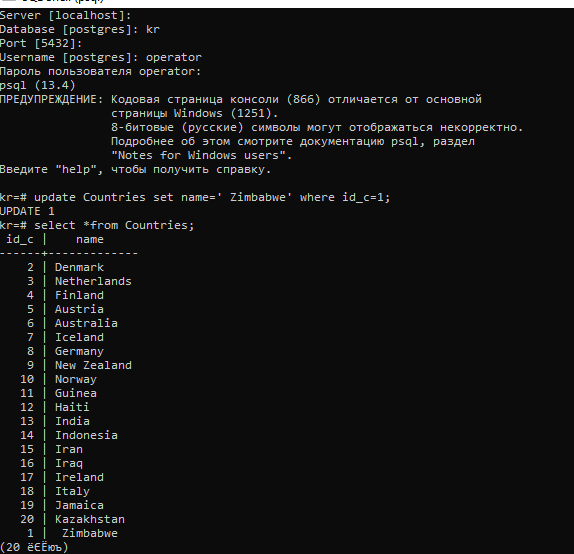 Server [localhost]:
Database [postgres]: kr
Port [5432]:
Username [postgres]: operator
Пароль пользователя operator:
psql (13.4)
ПРЕДУПРЕЖДЕНИЕ: Кодовая страница консоли (866) отличается от основной
страницы Windows (1251).
8-битовые (русские) символы могут отображаться некорректно.
Подробнее об этом смотрите документацию psql, раздел
"Notes for Windows users".
Введите "help", чтобы получить справку.
kr=# update Countries set name=' Zimbabwe' where id_c=1;
UPDATE 1
kr=# select *from Countries;
id_c | name
------+-------------
2 | Denmark
3 | Netherlands
4 | Finland
5 | Austria
6 | Australia
7 | Iceland
8 | Germany
9 | New Zealand
10 | Norway
11 | Guinea
12 | Haiti
13 | India
14 | Indonesia
15 | Iran
16 | Iraq
17 | Ireland
18 | Italy
19 | Jamaica
20 | Kazakhstan
1 |  Zimbabwe
(20 ёЄЁюъ)